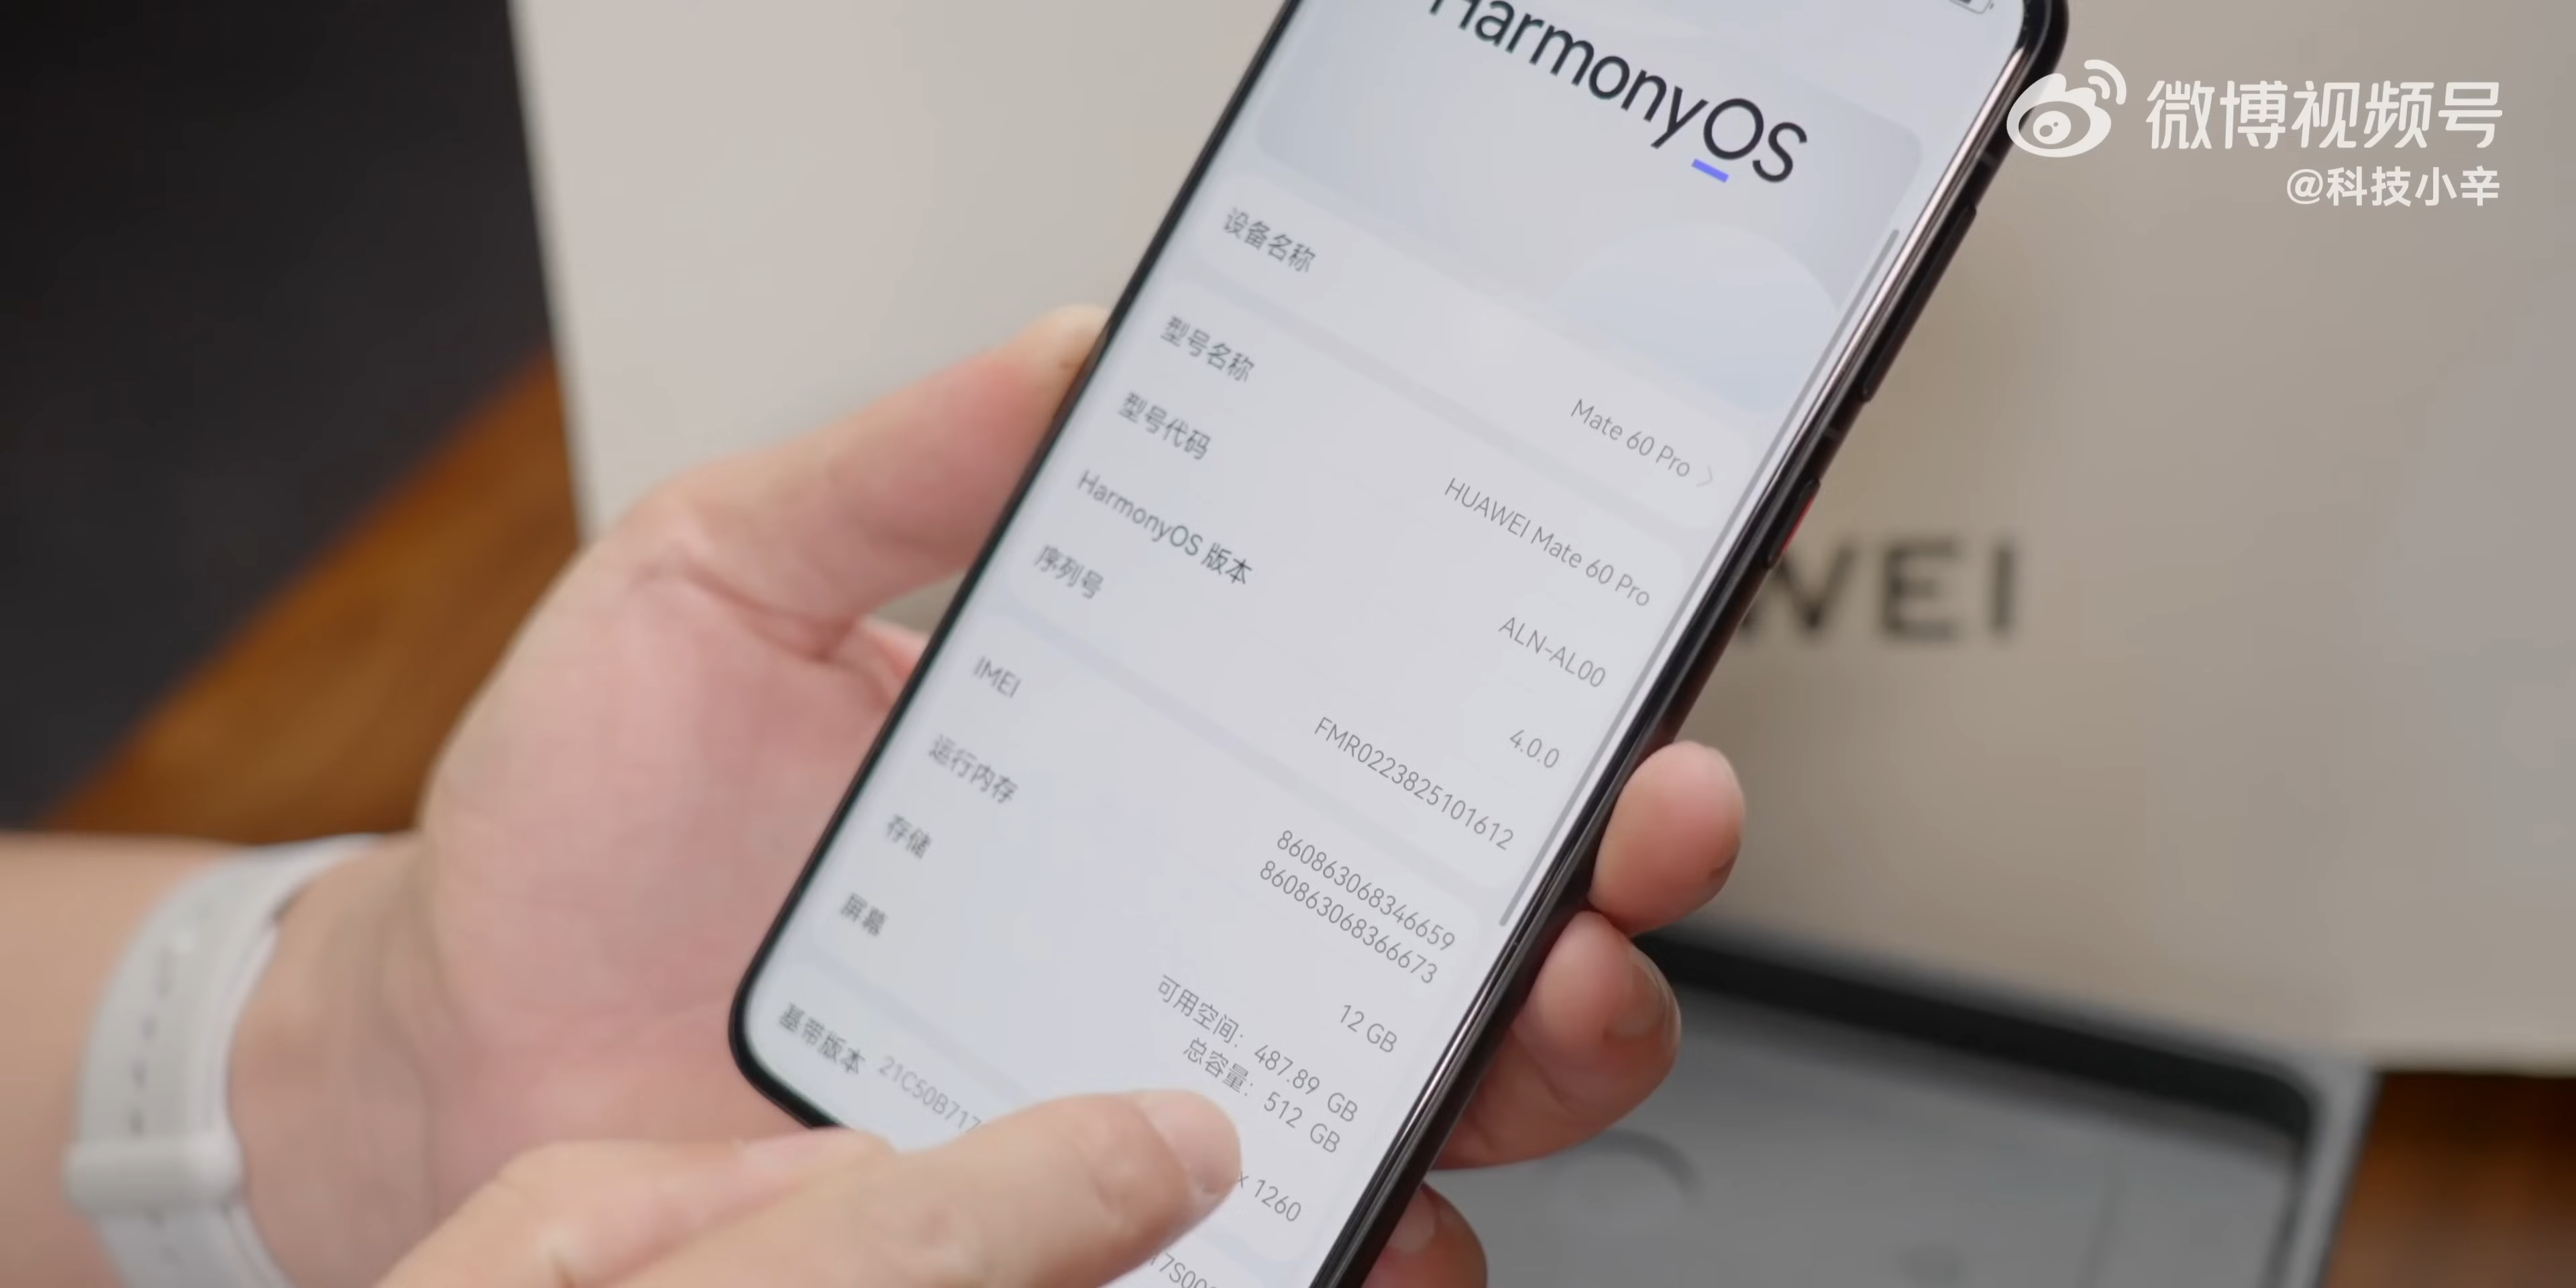 HarmonyOS
微博视频号
@科技小辛
设备名称
Mate 60 Pro
型号名称
HUAWEI Mate 60 Pro
型号代码
ALN-AL00
HarmonyOS 版本
4.0.0
序列号
FMR0223825101612
IMEI
860863068346659
860863068366673
运行内存
12 GB
存储
可用空间: 487.89 GB
总容量: 512 GB
屏幕
x 1260
基带版本
21C50B717
WEI